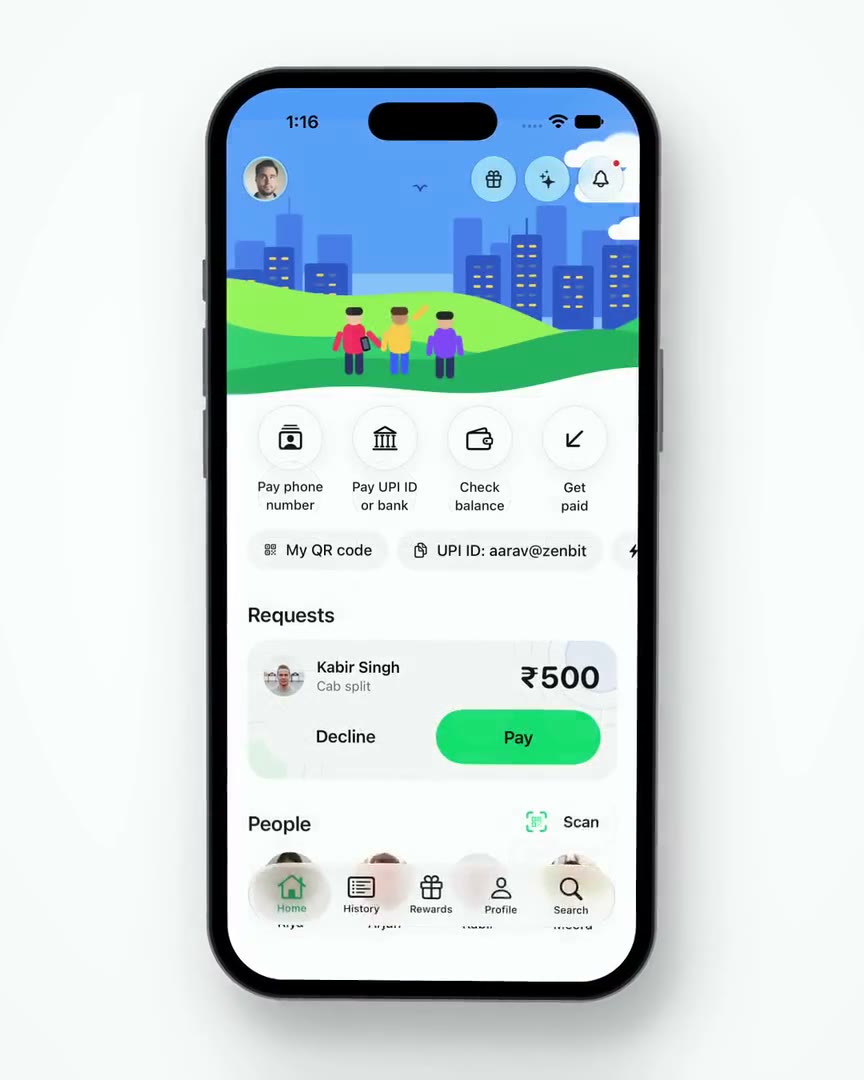 1:16
Pay phone
number
Pay UPI ID
or bank
Check
balance
Get
paid
My QR code
UPI ID: aarav@zenbit
Requests
Kabir Singh
Cab split
₹500
Decline
Pay
People
Scan
Home
History
Rewards
Profile
Search